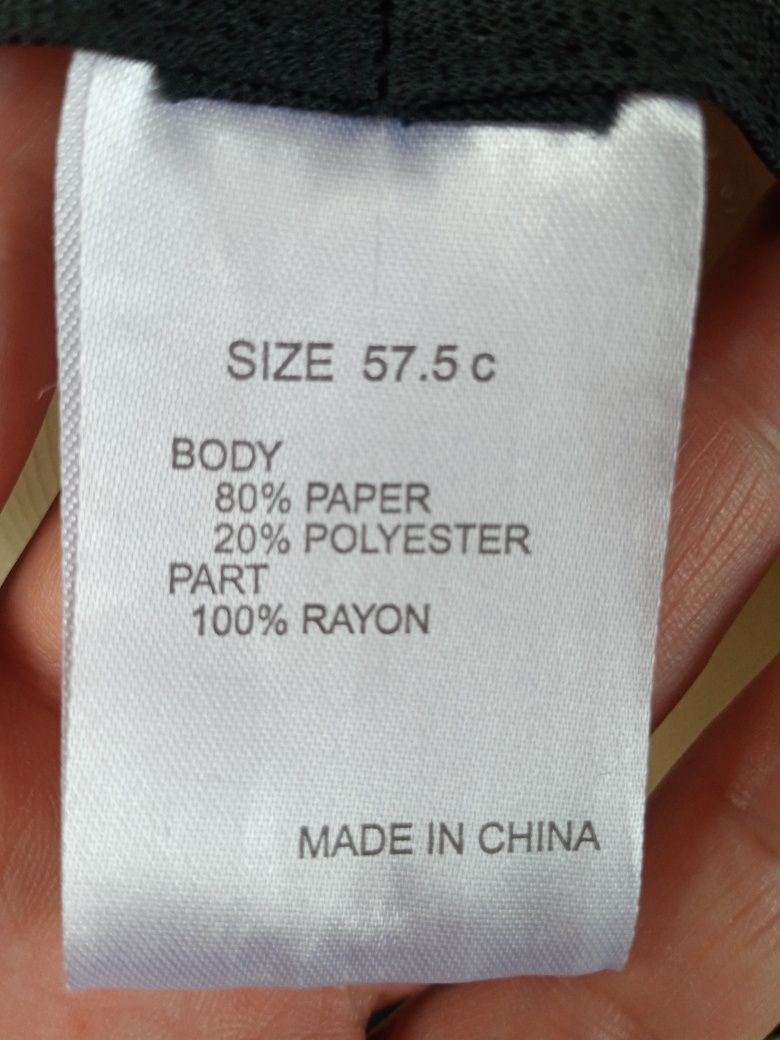 SIZE 57.5 c
BODY
80% PAPER
20% POLYESTER
PART
100% RAYON
MADE IN CHINA